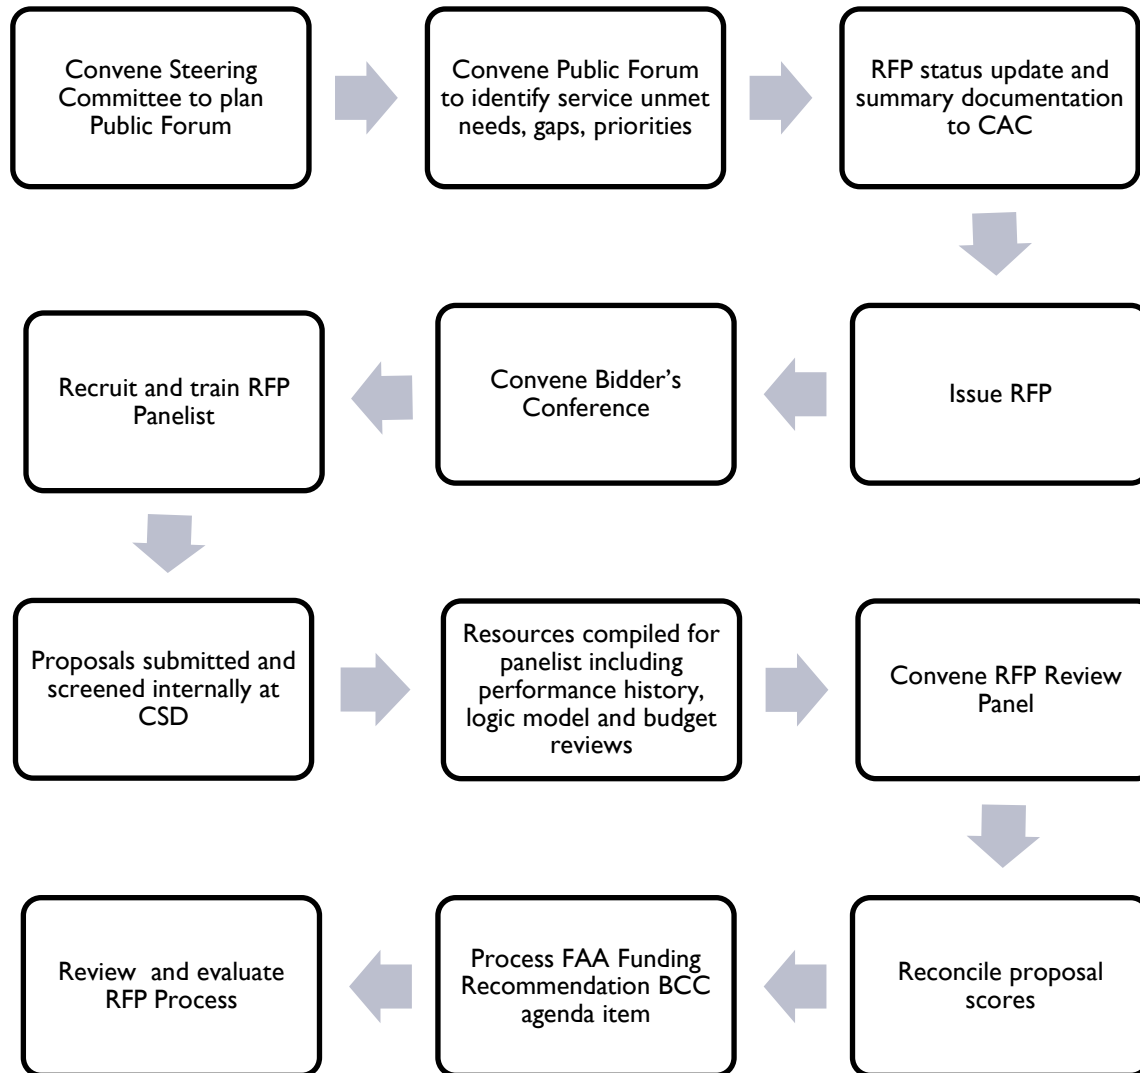 Convene Steering
Committee to plan
Public Forum
Convene Public Forum
to identify service unmet
needs, gaps, priorities
RFP status update and
summary documentation
to CAC
Issue RFP
Convene Bidder's
Conference
Recruit and train RFP
Panelist
Proposals submitted and
screened internally at
CSD
Resources compiled for
panelist including
performance history,
logic model and budget
reviews
Convene RFP Review
Panel
Reconcile proposal
scores
Process FAA Funding
Recommendation BCC
agenda item
Review and evaluate
RFP Process